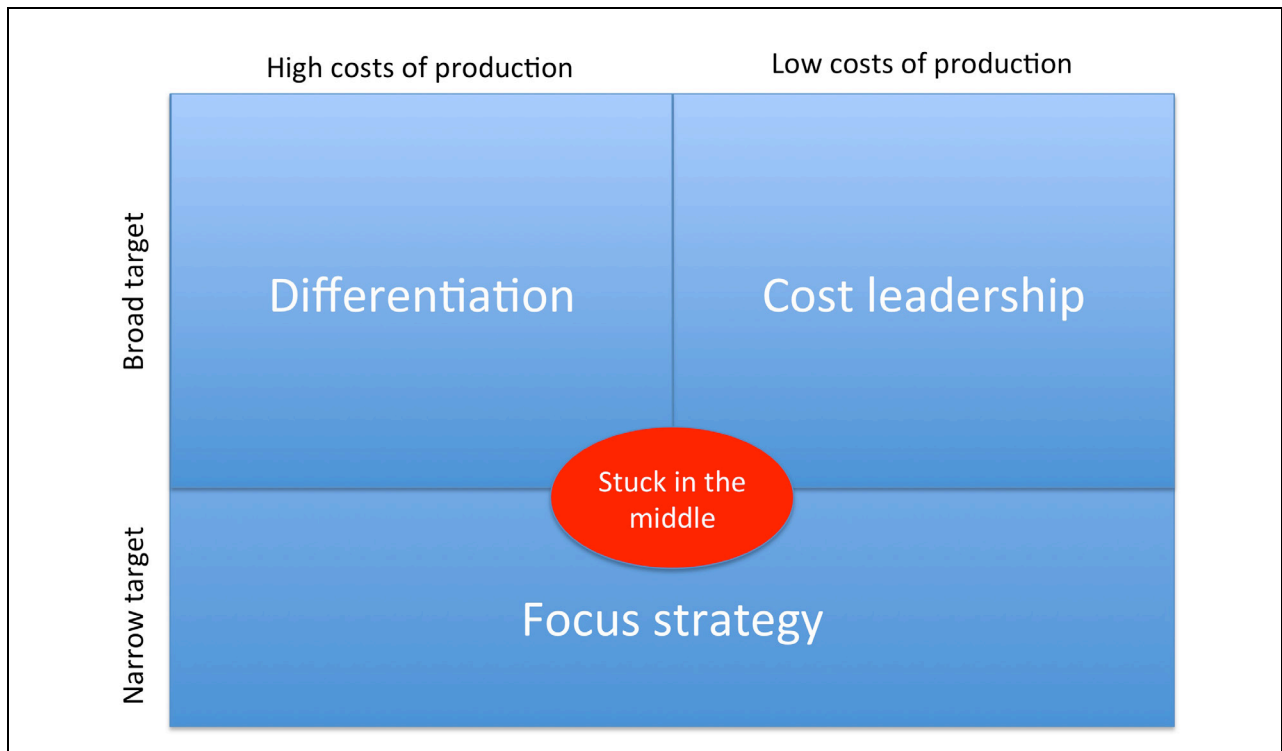 High costs of production
Low costs of production
Broad target
Differentiation
Cost leadership
Stuck in the
middle
Narrow target
Focus strategy